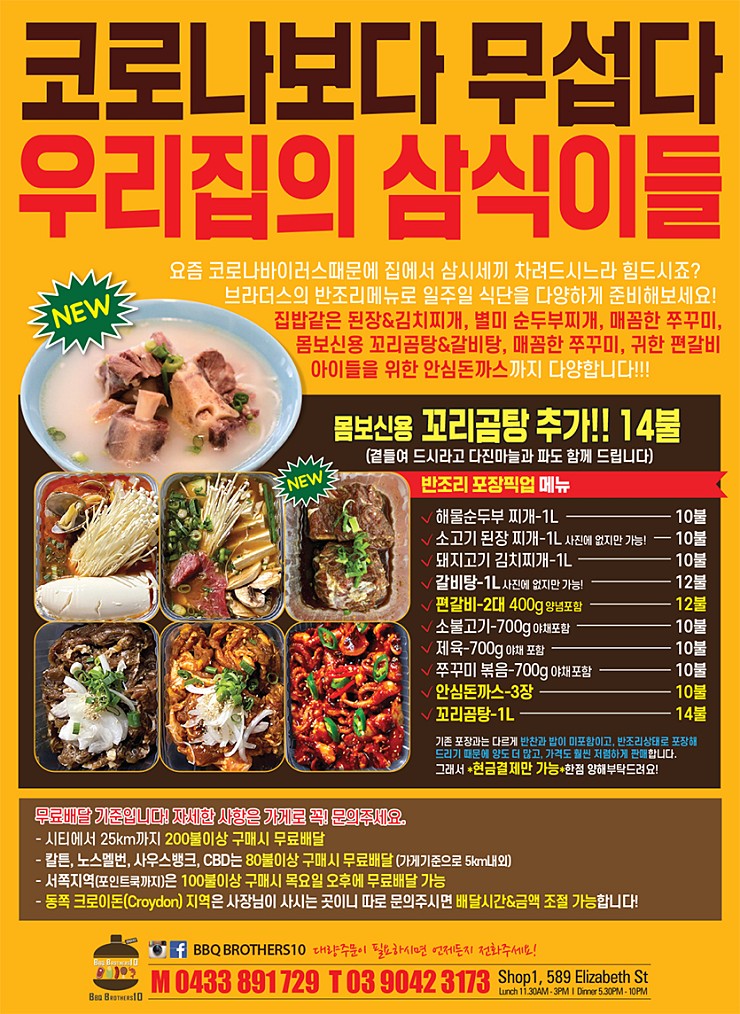 코로나보다 무섭다
우리집의 삼식이들
요즘 코로나바이러스때문에 집에서 삼시세끼 차려드시느라 힘드시죠?
브라더스의 반조리메뉴로 일주일 식단을 다양하게 준비해보세요!
집밥같은 된장&김치찌개, 별미 순두부찌개, 매꼼한 쭈꾸미,
몸보신용 꼬리곰탕&갈비탕, 매꼼한 쭈꾸미, 귀한 편갈비
아이들을 위한 안심돈까스까지 다양합니다!!!
NEW
몸보신용 꼬리곰탕 추가!! 14불
(곁들여 드시라고 다진마늘과 파도 함께 드립니다)
NEW
반조리 포장픽업 메뉴
해물순두부 찌개-1L 10불
소고기 된장 찌개-1L 사진에 없지만 가능! 10불
돼지고기 김치찌개-1L 10불
갈비탕-1L 사진에 없지만 가능! 12불
편갈비-2대 400g 양념포함 12불
소불고기-700g 야채포함 10불
제육-700g 야채 포함 10불
쭈꾸미 볶음-700g 야채포함 10불
안심돈까스-3장 10불
꼬리곰탕-1L 14불
기존 포장과는 다르게 반찬과 밥이 미포함이고, 반조리상태로 포장해
드리기 때문에 양도 더 많고, 가격도 훨씬 저렴하게 판매합니다.
그래서 *현금결제만 가능*한점 양해부탁드려요!
무료배달 기준입니다! 자세한 사항은 가게로 꼭! 문의주세요.
- 시티에서 25km까지 200불이상 구매시 무료배달
- 칼튼, 노스멜번, 사우스뱅크, CBD는 80불이상 구매시 무료배달 (가게기준으로 5km내외)
- 서쪽지역(포인트쿡까지)은 100불이상 구매시 목요일 오후에 무료배달 가능
- 동쪽 크로이돈(Croydon) 지역은 사장님이 사시는 곳이니 따로 문의주시면 배달시간&금액 조절 가능합니다!
BBQ BROTHERS10
BBQ BROTHERS10
BBQ BROTHERS10 대량주문이 필요하시면 언제든지 전화주세요!
M 0433 891 729 T 03 9042 3173
Shop1, 589 Elizabeth St
Lunch 11.30AM - 3PM I Dinner 5.30PM - 10PM